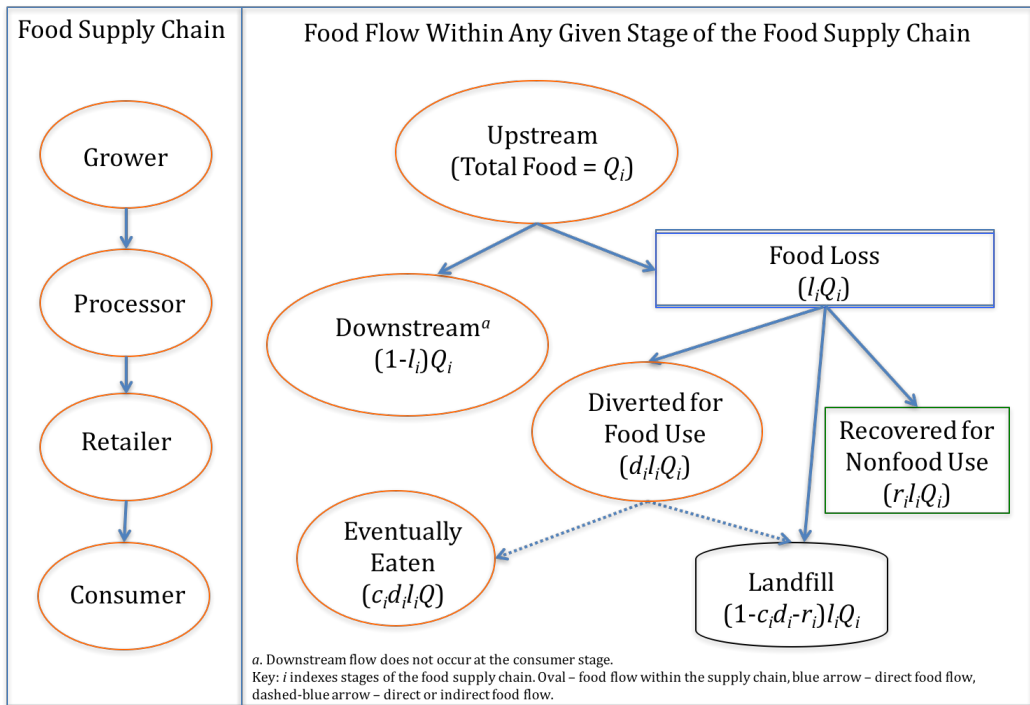 Food Supply Chain
Grower
Processor
Retailer
Consumer
Food Flow Within Any Given Stage of the Food Supply Chain
Upstream
(Total Food = Qᵢ)
Food Loss
(lᵢQᵢ)
Downstreamᵃ
(1-lᵢ)Qᵢ
Diverted for
Food Use
(dᵢlᵢQᵢ)
Recovered for
Nonfood Use
(rᵢlᵢQᵢ)
Eventually
Eaten
(cᵢdᵢlᵢQ)
Landfill
(1-cᵢdᵢ-rᵢ)lᵢQᵢ
a. Downstream flow does not occur at the consumer stage.
Key: i indexes stages of the food supply chain. Oval – food flow within the supply chain, blue arrow – direct food flow,
dashed-blue arrow – direct or indirect food flow.